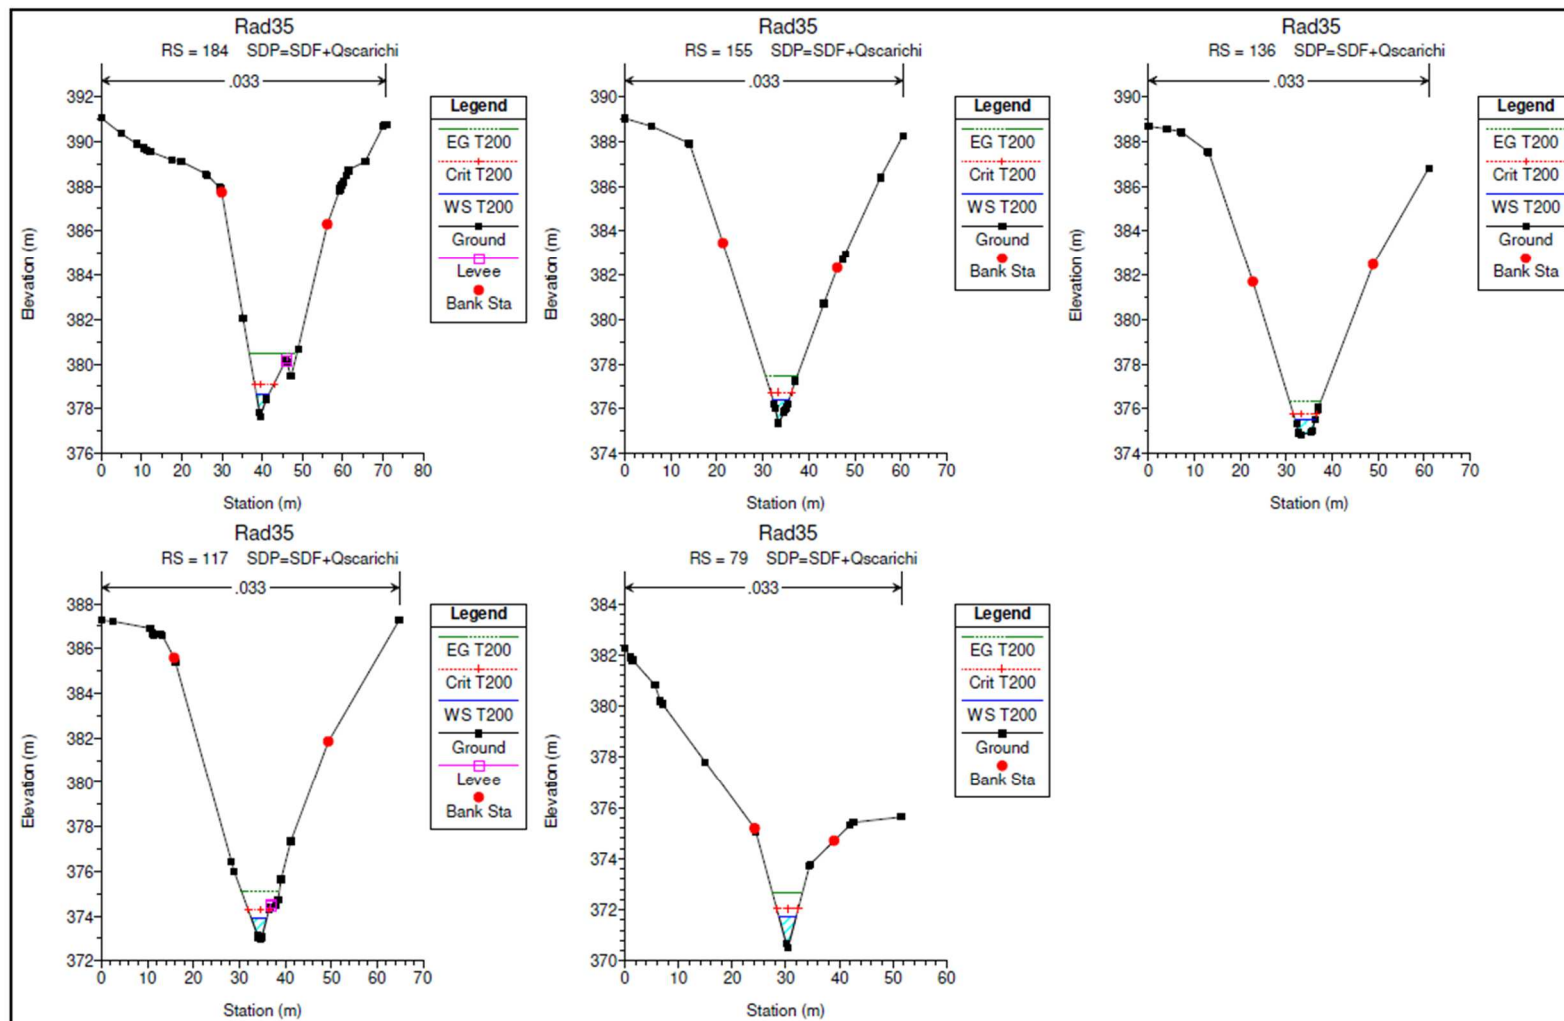 Rad35
RS = 184 SDP=SDF+Qscarichi
.033
392
390
388
386
384
382
380
378
376
0 10 20 30 40 50 60 70 80
Elevation (m)
Station (m)
Legend
EG T200
Crit T200
WS T200
Ground
Levee
Bank Sta
Rad35
RS = 155 SDP=SDF+Qscarichi
.033
390
388
386
384
382
380
378
376
374
0 10 20 30 40 50 60 70
Elevation (m)
Station (m)
Legend
EG T200
Crit T200
WS T200
Ground
Bank Sta
Rad35
RS = 136 SDP=SDF+Qscarichi
.033
390
388
386
384
382
380
378
376
374
0 10 20 30 40 50 60 70
Elevation (m)
Station (m)
Legend
EG T200
Crit T200
WS T200
Ground
Bank Sta
Rad35
RS = 117 SDP=SDF+Qscarichi
.033
388
386
384
382
380
378
376
374
372
0 10 20 30 40 50 60 70
Elevation (m)
Station (m)
Legend
EG T200
Crit T200
WS T200
Ground
Levee
Bank Sta
Rad35
RS = 79 SDP=SDF+Qscarichi
.033
384
382
380
378
376
374
372
370
0 10 20 30 40 50 60
Elevation (m)
Station (m)
Legend
EG T200
Crit T200
WS T200
Ground
Bank Sta